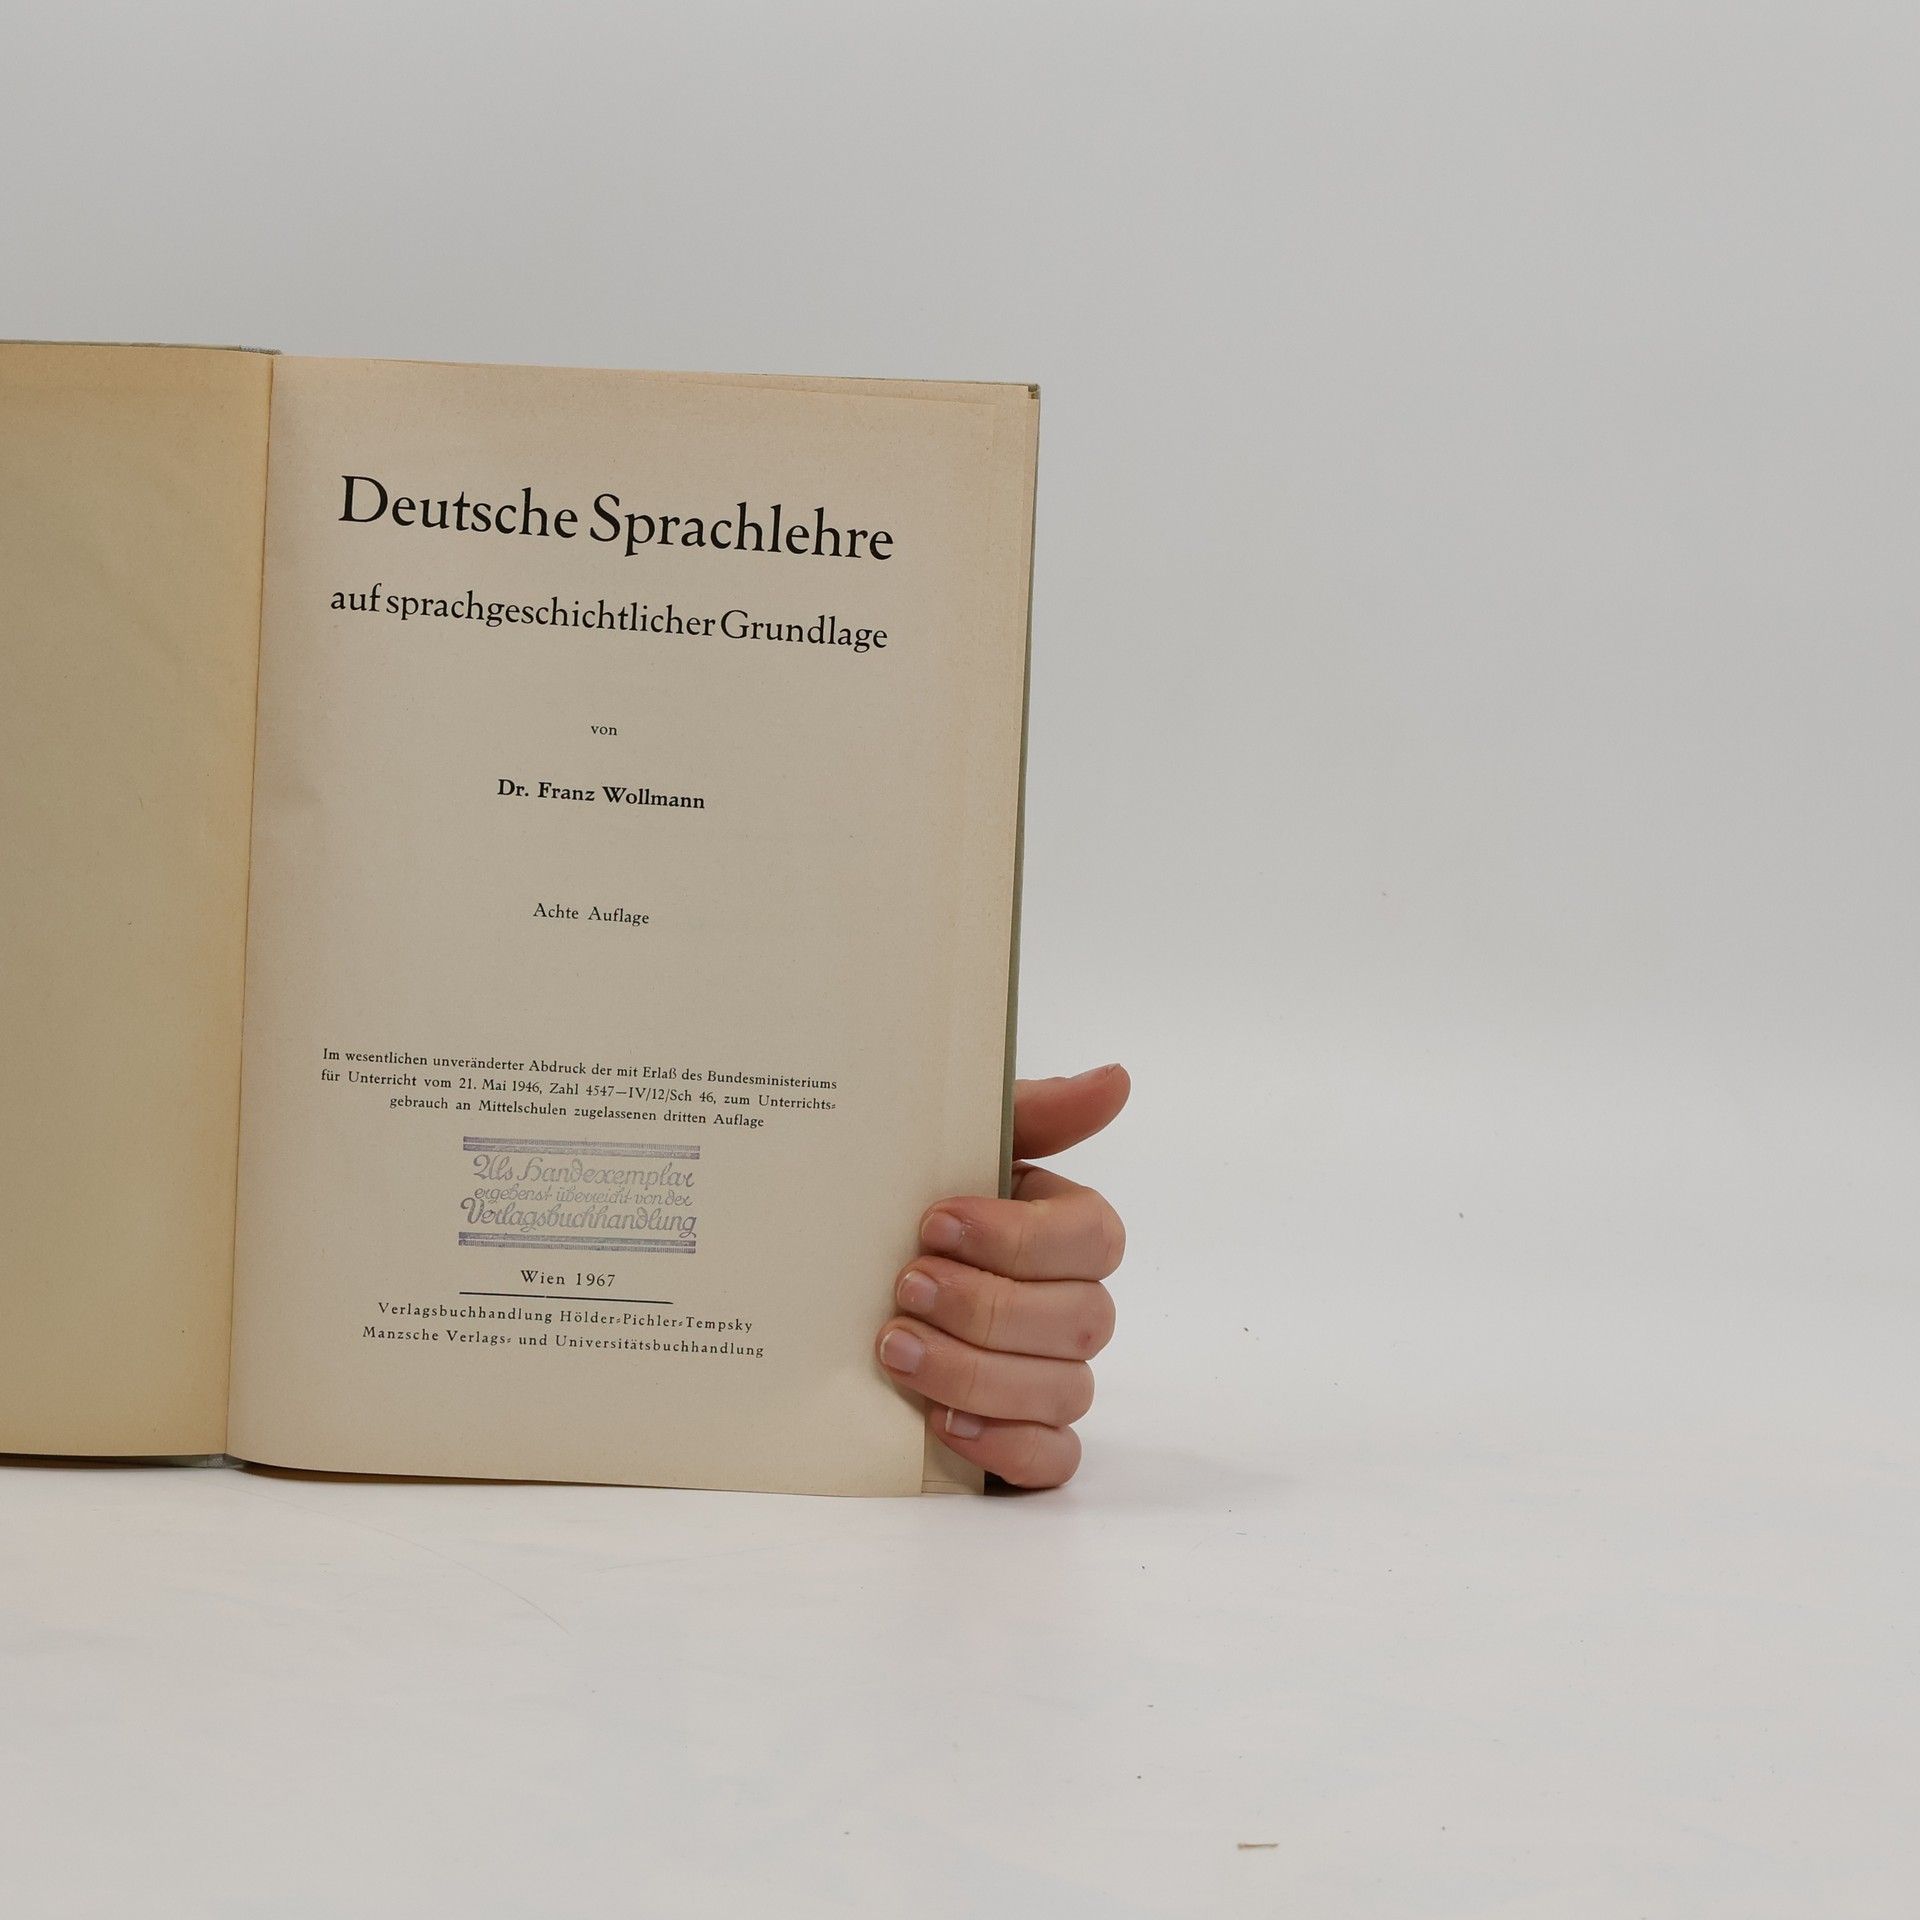 Deutsche Sprachlehre
auf sprachgeschichtlicher Grundlage
von
Dr. Franz Wollmann
Achte Auflage
Im wesentlichen unveränderter Abdruck der mit Erlaß des Bundesministeriums
für Unterricht vom 21. Mai 1946, Zahl 4547—IV/12/Sch 46, zum Unterrichts-
gebrauch an Mittelschulen zugelassenen dritten Auflage
Als Handexemplar
ergebenst überreicht von der
Verlagsbuchhandlung
Wien 1967
Verlagsbuchhandlung Hölder-Pichler-Tempsky
Manzsche Verlags- und Universitätsbuchhandlung